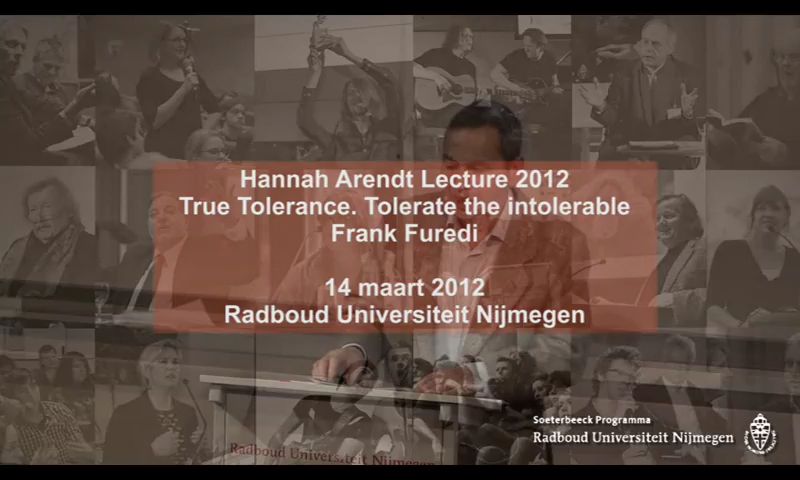 Hannah Arendt Lecture 2012
True Tolerance. Tolerate the intolerable
Frank Furedi
14 maart 2012
Radboud Universiteit Nijmegen
Soeterbeeck Programma
Radboud Universiteit Nijmegen
Radboud Universiteit Nijmegen